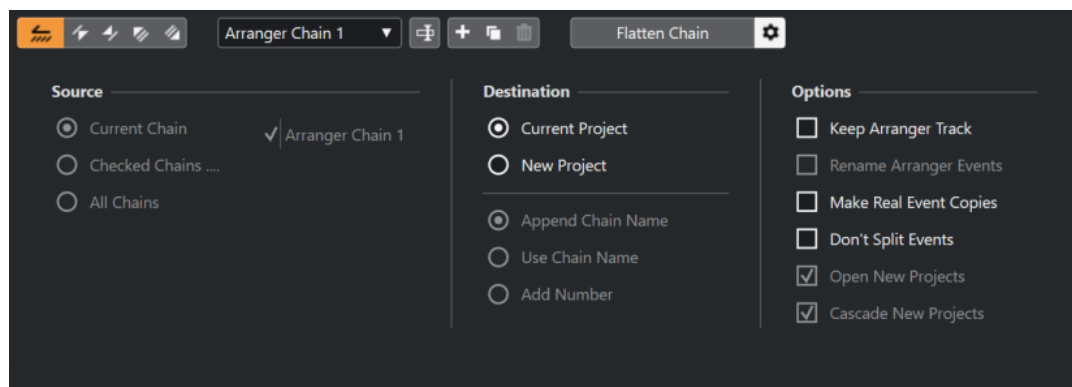 Arranger Chain 1
Flatten Chain
Source
Current Chain
Arranger Chain 1
Checked Chains ....
All Chains
Destination
Current Project
New Project
Append Chain Name
Use Chain Name
Add Number
Options
Keep Arranger Track
Rename Arranger Events
Make Real Event Copies
Don't Split Events
Open New Projects
Cascade New Projects